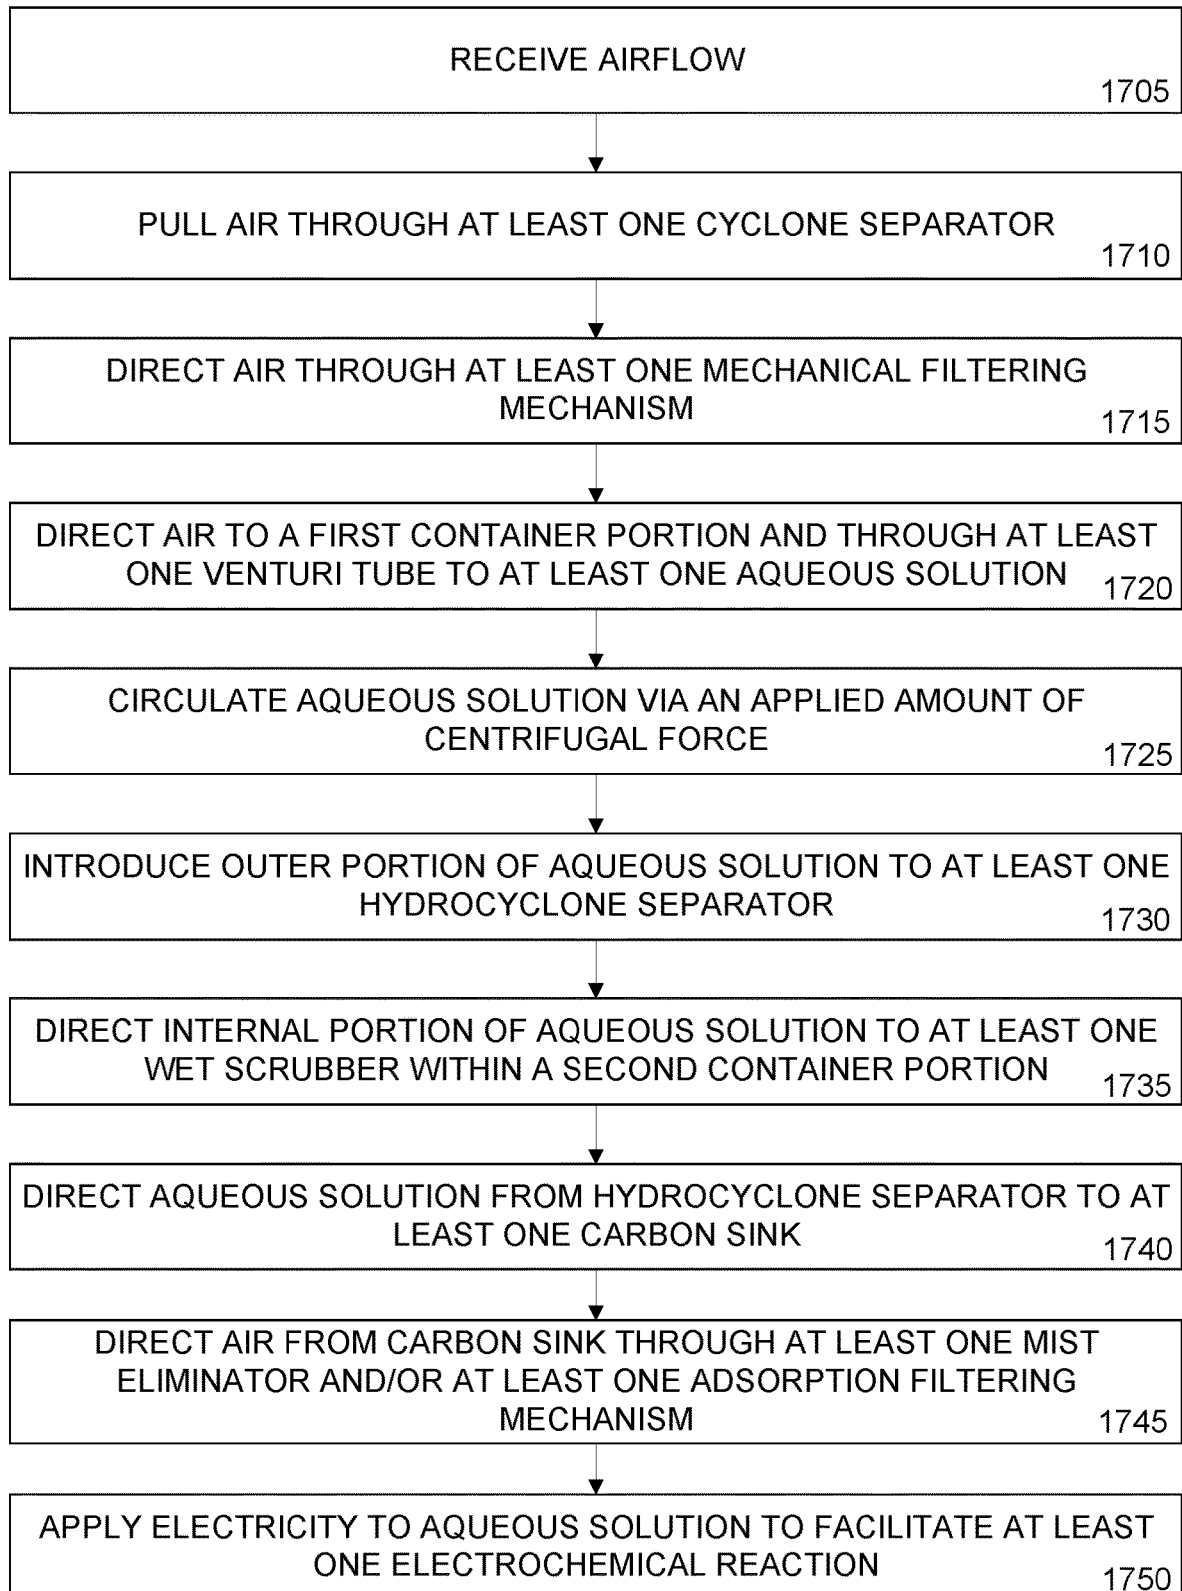 RECEIVE AIRFLOW
1705
PULL AIR THROUGH AT LEAST ONE CYCLONE SEPARATOR
1710
DIRECT AIR THROUGH AT LEAST ONE MECHANICAL FILTERING
MECHANISM
1715
DIRECT AIR TO A FIRST CONTAINER PORTION AND THROUGH AT LEAST
ONE VENTURI TUBE TO AT LEAST ONE AQUEOUS SOLUTION
1720
CIRCULATE AQUEOUS SOLUTION VIA AN APPLIED AMOUNT OF
CENTRIFUGAL FORCE
1725
INTRODUCE OUTER PORTION OF AQUEOUS SOLUTION TO AT LEAST ONE
HYDROCYCLONE SEPARATOR
1730
DIRECT INTERNAL PORTION OF AQUEOUS SOLUTION TO AT LEAST ONE
WET SCRUBBER WITHIN A SECOND CONTAINER PORTION
1735
DIRECT AQUEOUS SOLUTION FROM HYDROCYCLONE SEPARATOR TO AT
LEAST ONE CARBON SINK
1740
DIRECT AIR FROM CARBON SINK THROUGH AT LEAST ONE MIST
ELIMINATOR AND/OR AT LEAST ONE ADSORPTION FILTERING
MECHANISM
1745
APPLY ELECTRICITY TO AQUEOUS SOLUTION TO FACILITATE AT LEAST
ONE ELECTROCHEMICAL REACTION
1750